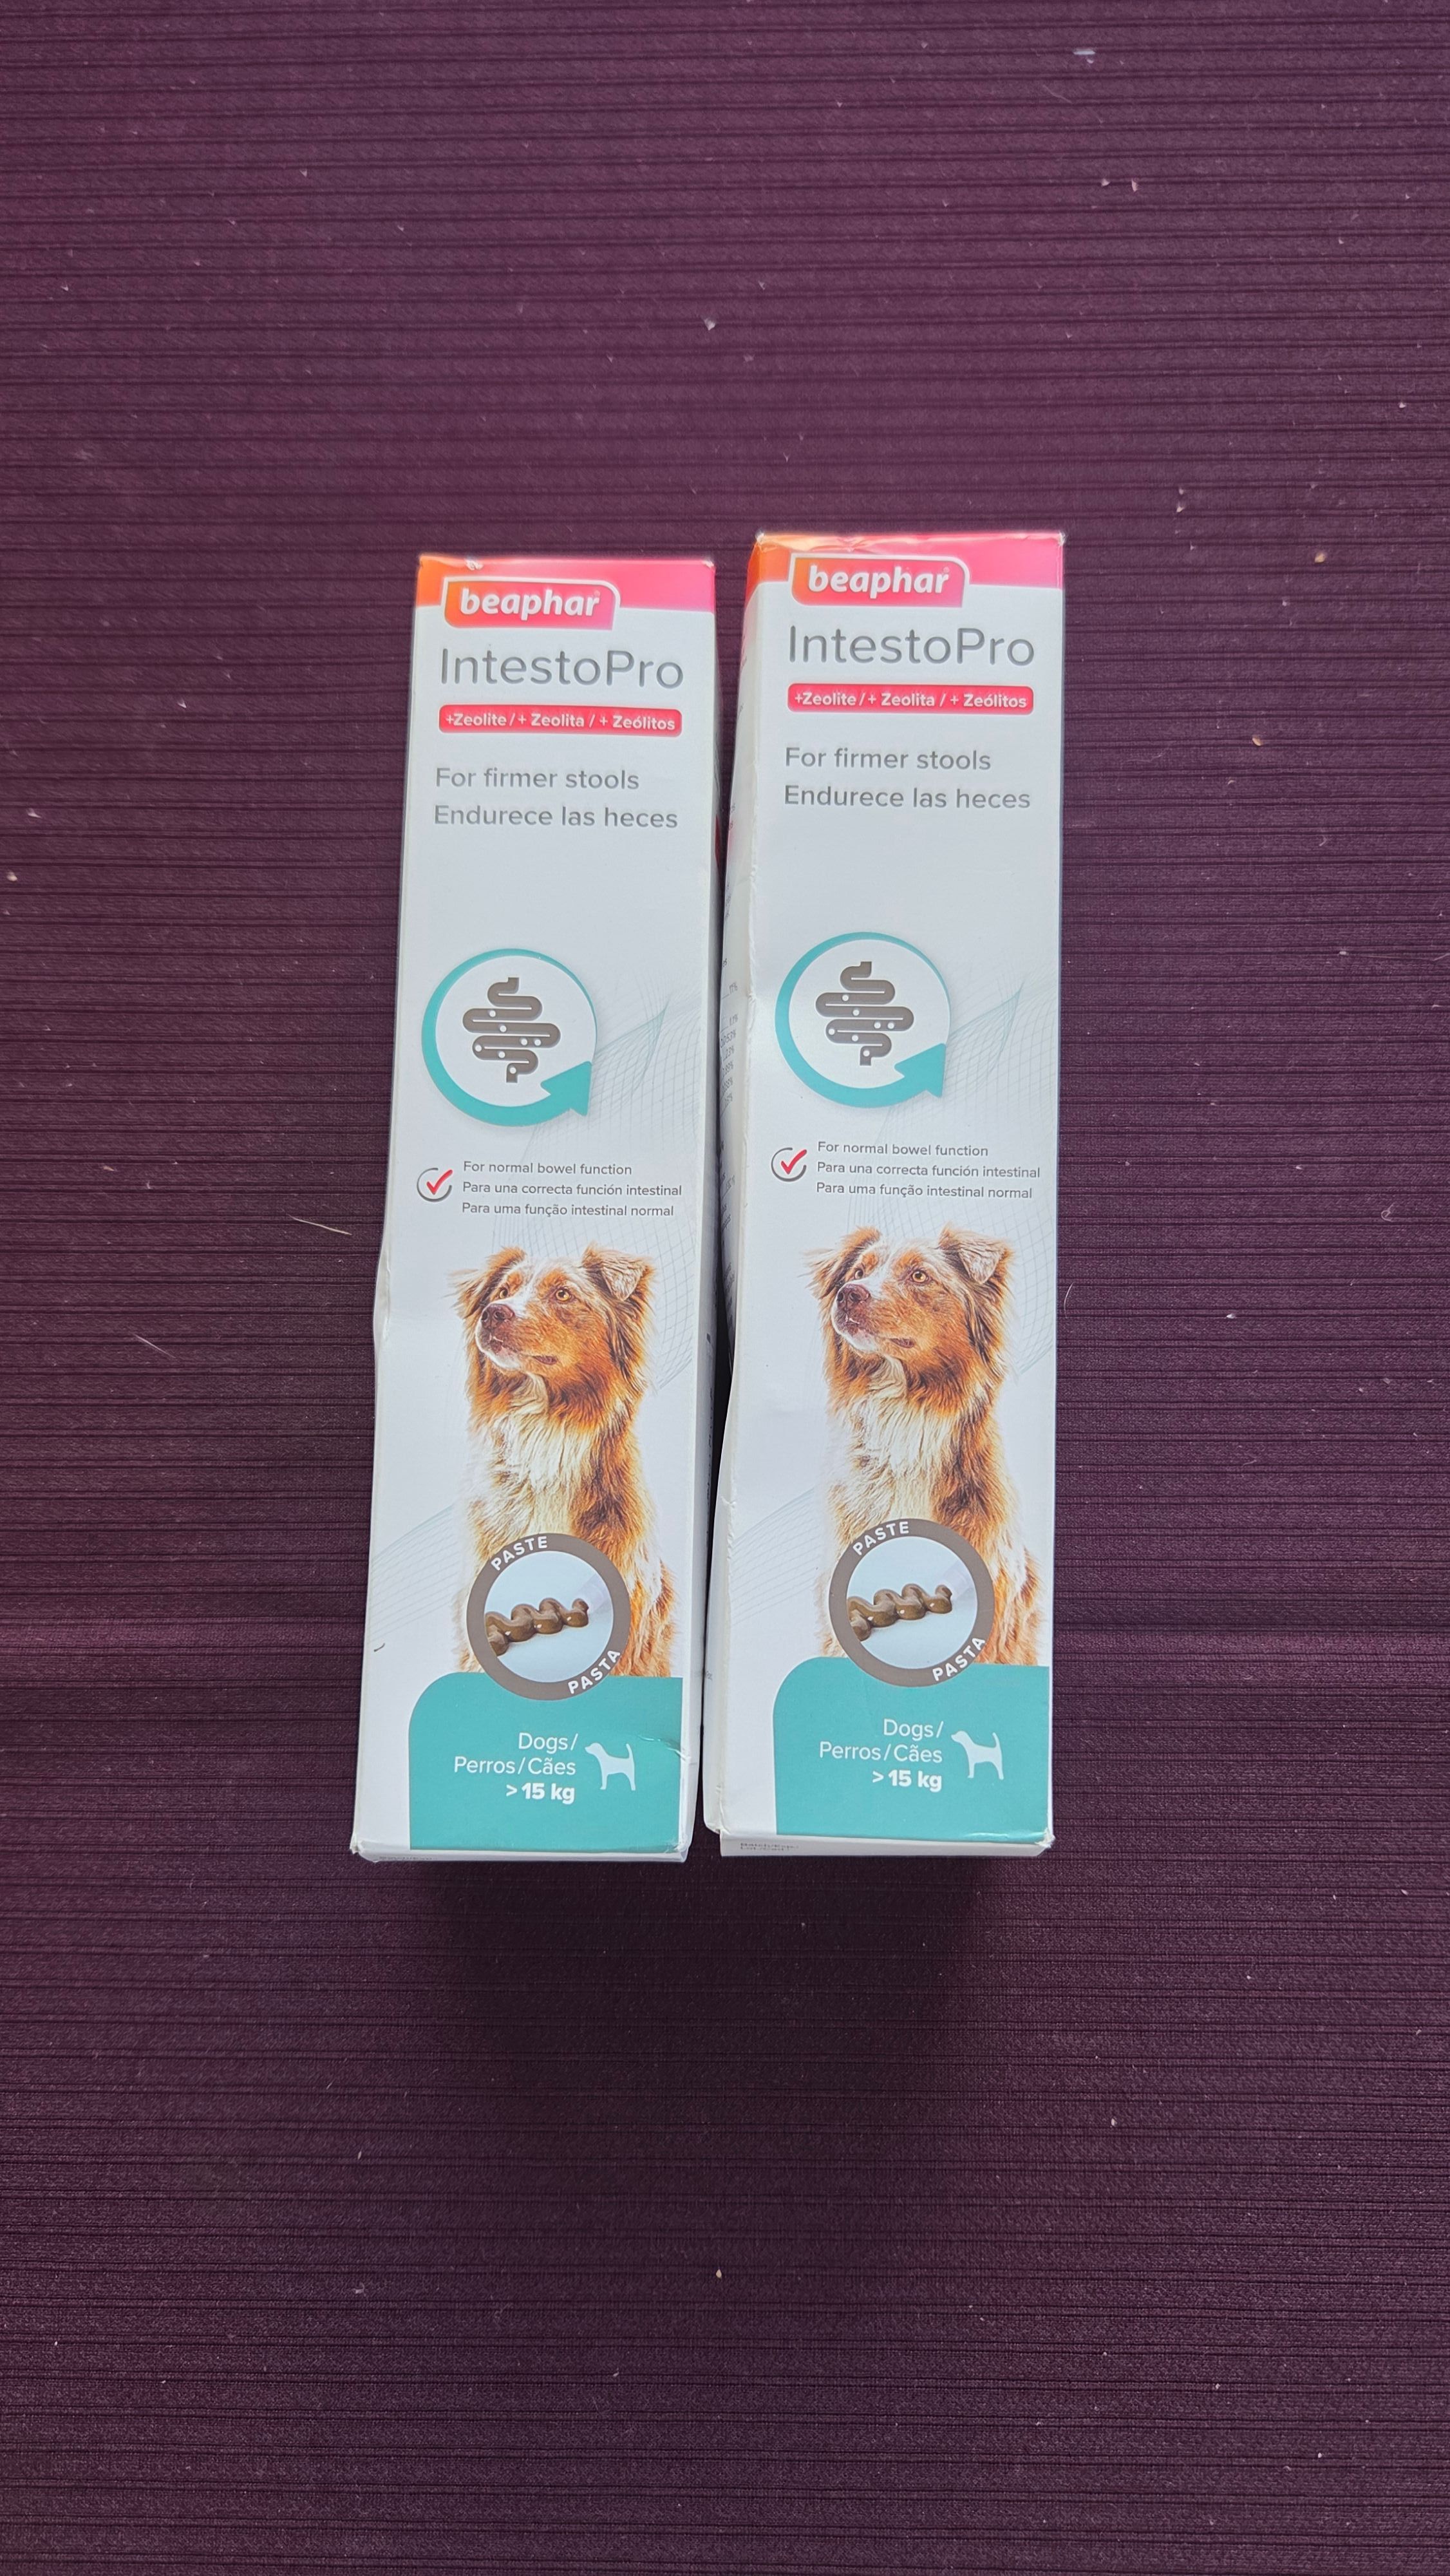 beaphar
IntestoPro
+Zeolite / + Zeolita / + Zeólitos
For firmer stools
Endurece las heces
For normal bowel function
Para una correcta función intestinal
Para uma função intestinal normal
PASTE
PASTA
Dogs/
Perros/Cães
> 15 kg
beaphar
IntestoPro
+Zeolite / + Zeolita / + Zeólitos
For firmer stools
Endurece las heces
For normal bowel function
Para una correcta función intestinal
Para uma função intestinal normal
PASTE
PASTA
Dogs/
Perros/Cães
> 15 kg